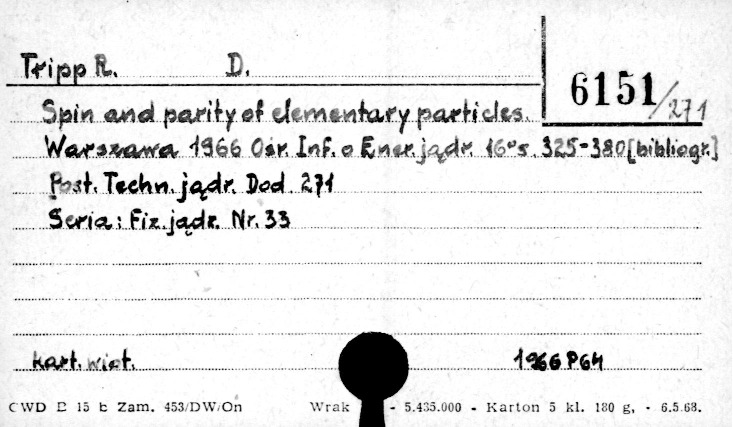 Tripp R. D.
6151/271
Spin and parity of elementary particles.
Warszawa 1966 Ośr. Inf. o Ener. jądr. 16° s. 325-380 [bibliogr.]
Post. Techn. jądr. Dod. 271
Seria: Fiz. jądr. Nr. 33
kart. wiet. 1966 P64
CWD 15 b Zam. 453/DW/On Wrak - 5.435.000 - Karton 5 kl. 180 g, - 6.5.68.